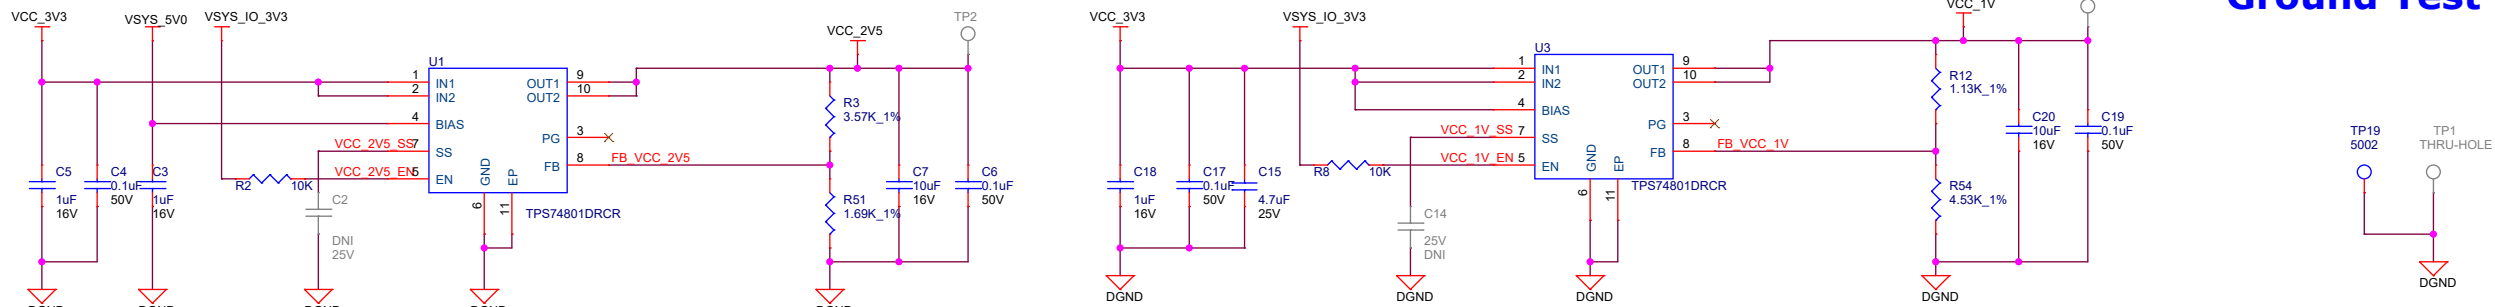 VCC_3V3
VSYS_5V0
VSYS_IO_3V3
U1
1
IN1
2
IN2
4
BIAS
VCC_2V5_SS
7
SS
VCC_2V5_EN
5
EN
GND
EP
6
11
OUT1
9
OUT2
10
PG
3
FB
8
FB_VCC_2V5
TPS74801DRCR
C5
1uF
16V
C4
0.1uF
50V
C3
1uF
16V
R2
10K
C2
DNI
25V
VCC_2V5
TP2
R3
3.57K_1%
R51
1.69K_1%
C7
10uF
16V
C6
0.1uF
50V
VCC_3V3
VSYS_IO_3V3
U3
1
IN1
2
IN2
4
BIAS
VCC_1V_SS
7
SS
VCC_1V_EN
5
EN
GND
EP
6
11
OUT1
9
OUT2
10
PG
3
FB
8
FB_VCC_1V
TPS74801DRCR
C18
1uF
16V
C17
0.1uF
50V
C15
4.7uF
25V
R8
10K
C14
25V
DNI
VCC_1V
R12
1.13K_1%
R54
4.53K_1%
C20
10uF
16V
C19
0.1uF
50V
DGND
DGND
DGND
DGND
Ground Test
TP19
5002
TP1
THRU-HOLE
DGND